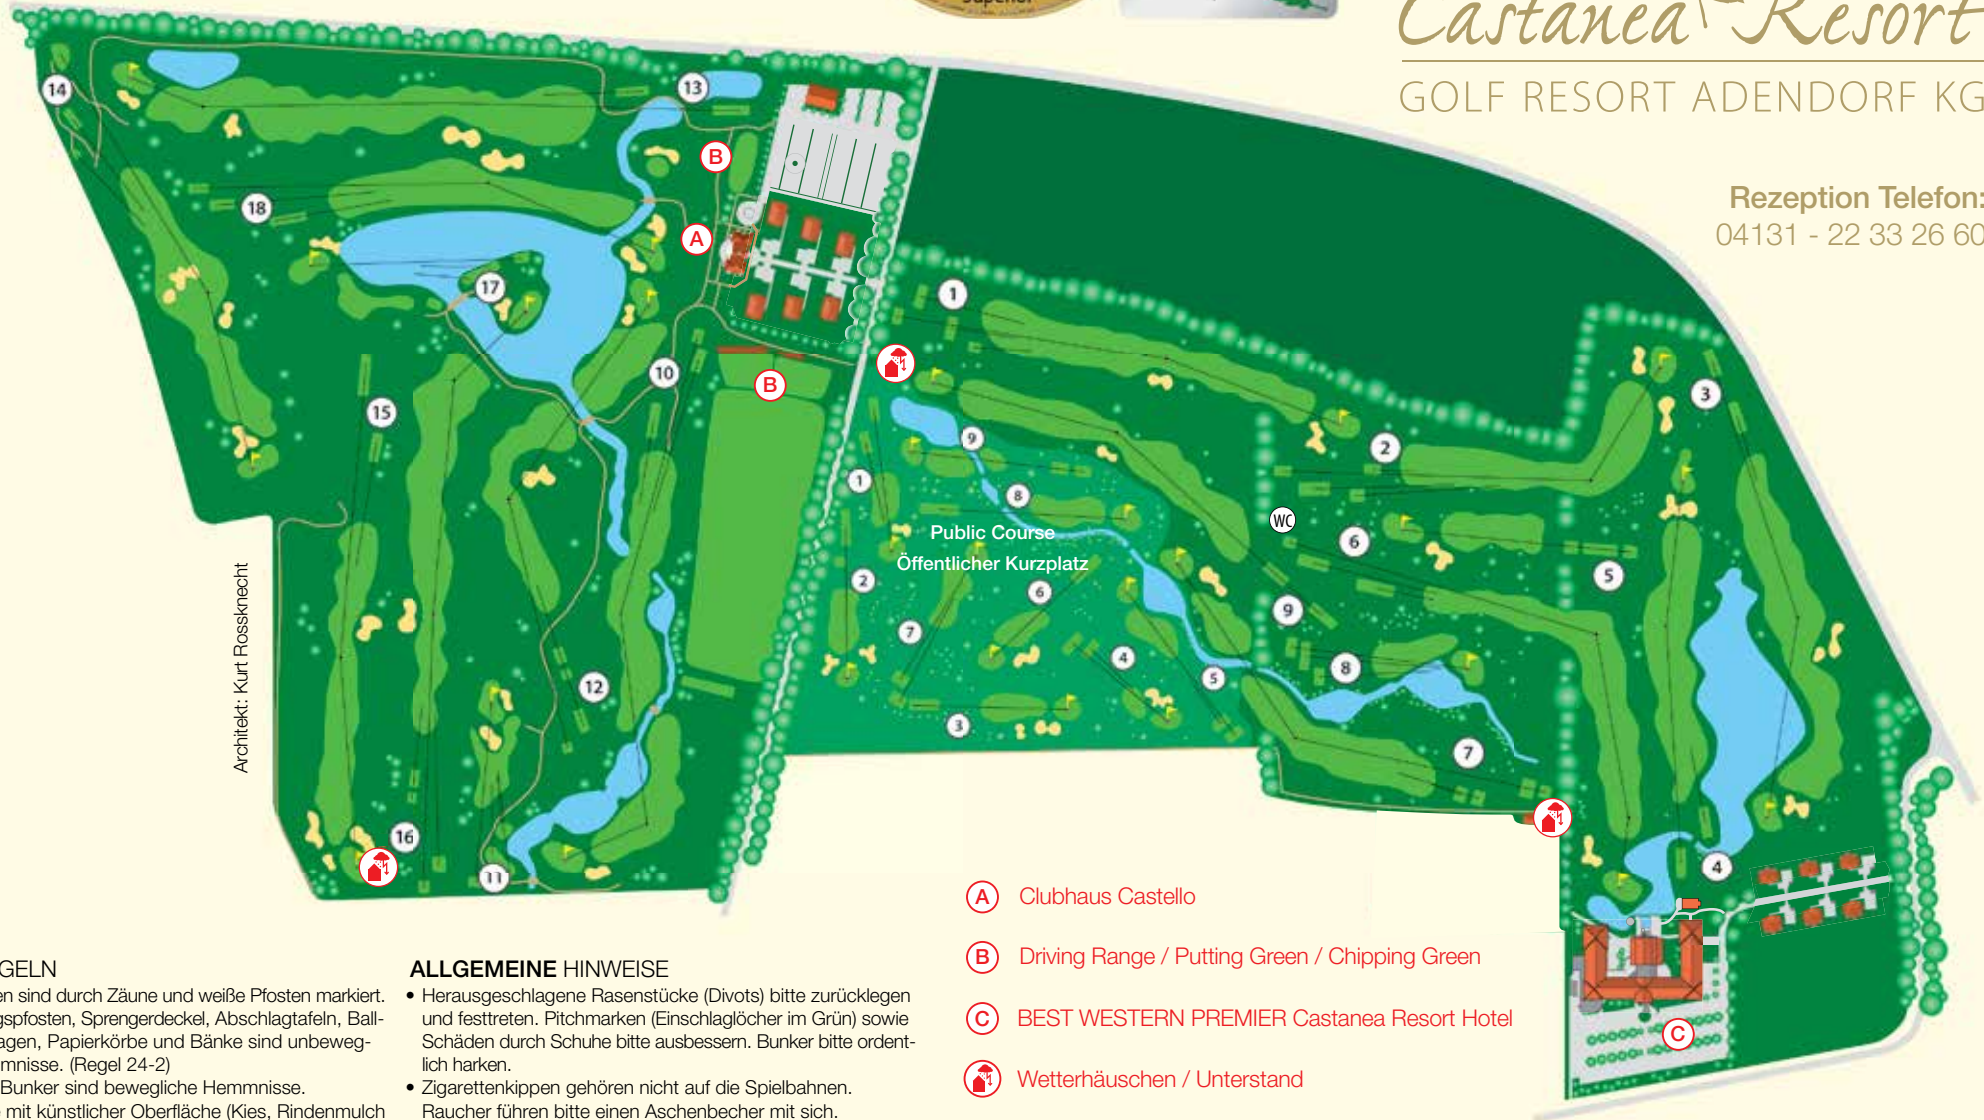 Superior
Castanea Resort
GOLF RESORT ADENDORF KG
Rezeption Telefon:
04131 - 22 33 26 60
14
13
B
18
A
17
1
10
B
15
3
2
9
1
8
WC
Public Course
Öffentlicher Kurzplatz
6
5
2
6
9
7
4
8
5
12
3
7
16
11
4
Architekt: Kurt Rossknecht
A Clubhaus Castello
B Driving Range / Putting Green / Chipping Green
C BEST WESTERN PREMIER Castanea Resort Hotel
Wetterhäuschen / Unterstand
C
GELN
en sind durch Zäune und weiße Pfosten markiert.
gspfosten, Sprengerdeckel, Abschlagtafeln, Ball-
agen, Papierkörbe und Bänke sind unbeweg-
mnisse. (Regel 24-2)
Bunker sind bewegliche Hemmnisse.
mit künstlicher Oberfläche (Kies, Rindenmulch
ALLGEMEINE HINWEISE
• Herausgeschlagene Rasenstücke (Divots) bitte zurücklegen
und festtreten. Pitchmarken (Einschlaglöcher im Grün) sowie
Schäden durch Schuhe bitte ausbessern. Bunker bitte ordent-
lich harken.
• Zigarettenkippen gehören nicht auf die Spielbahnen.
Raucher führen bitte einen Aschenbecher mit sich.